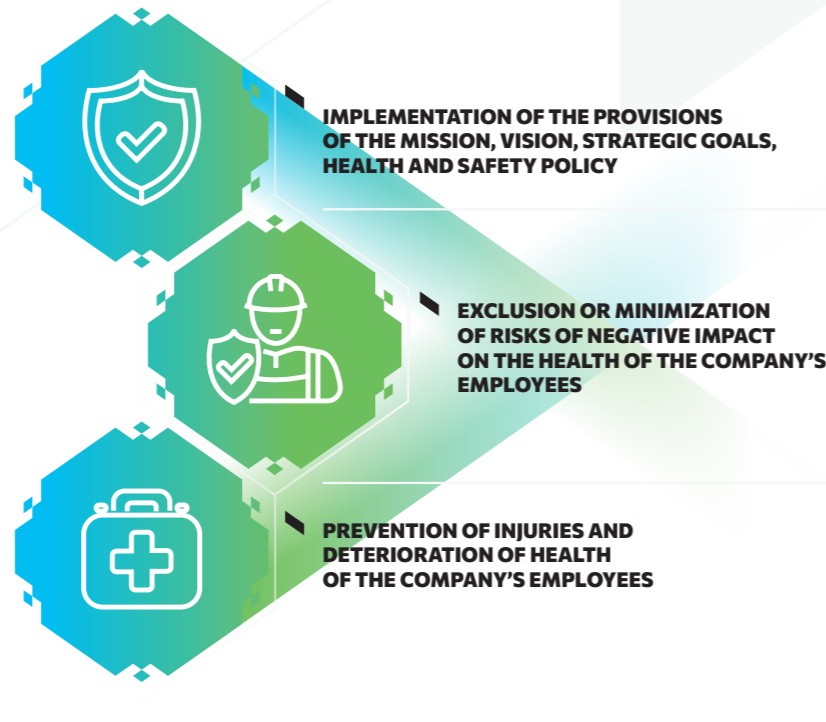 IMPLEMENTATION OF THE PROVISIONS
OF THE MISSION, VISION, STRATEGIC GOALS,
HEALTH AND SAFETY POLICY
EXCLUSION OR MINIMIZATION
OF RISKS OF NEGATIVE IMPACT
ON THE HEALTH OF THE COMPANY’S
EMPLOYEES
PREVENTION OF INJURIES AND
DETERIORATION OF HEALTH
OF THE COMPANY’S EMPLOYEES